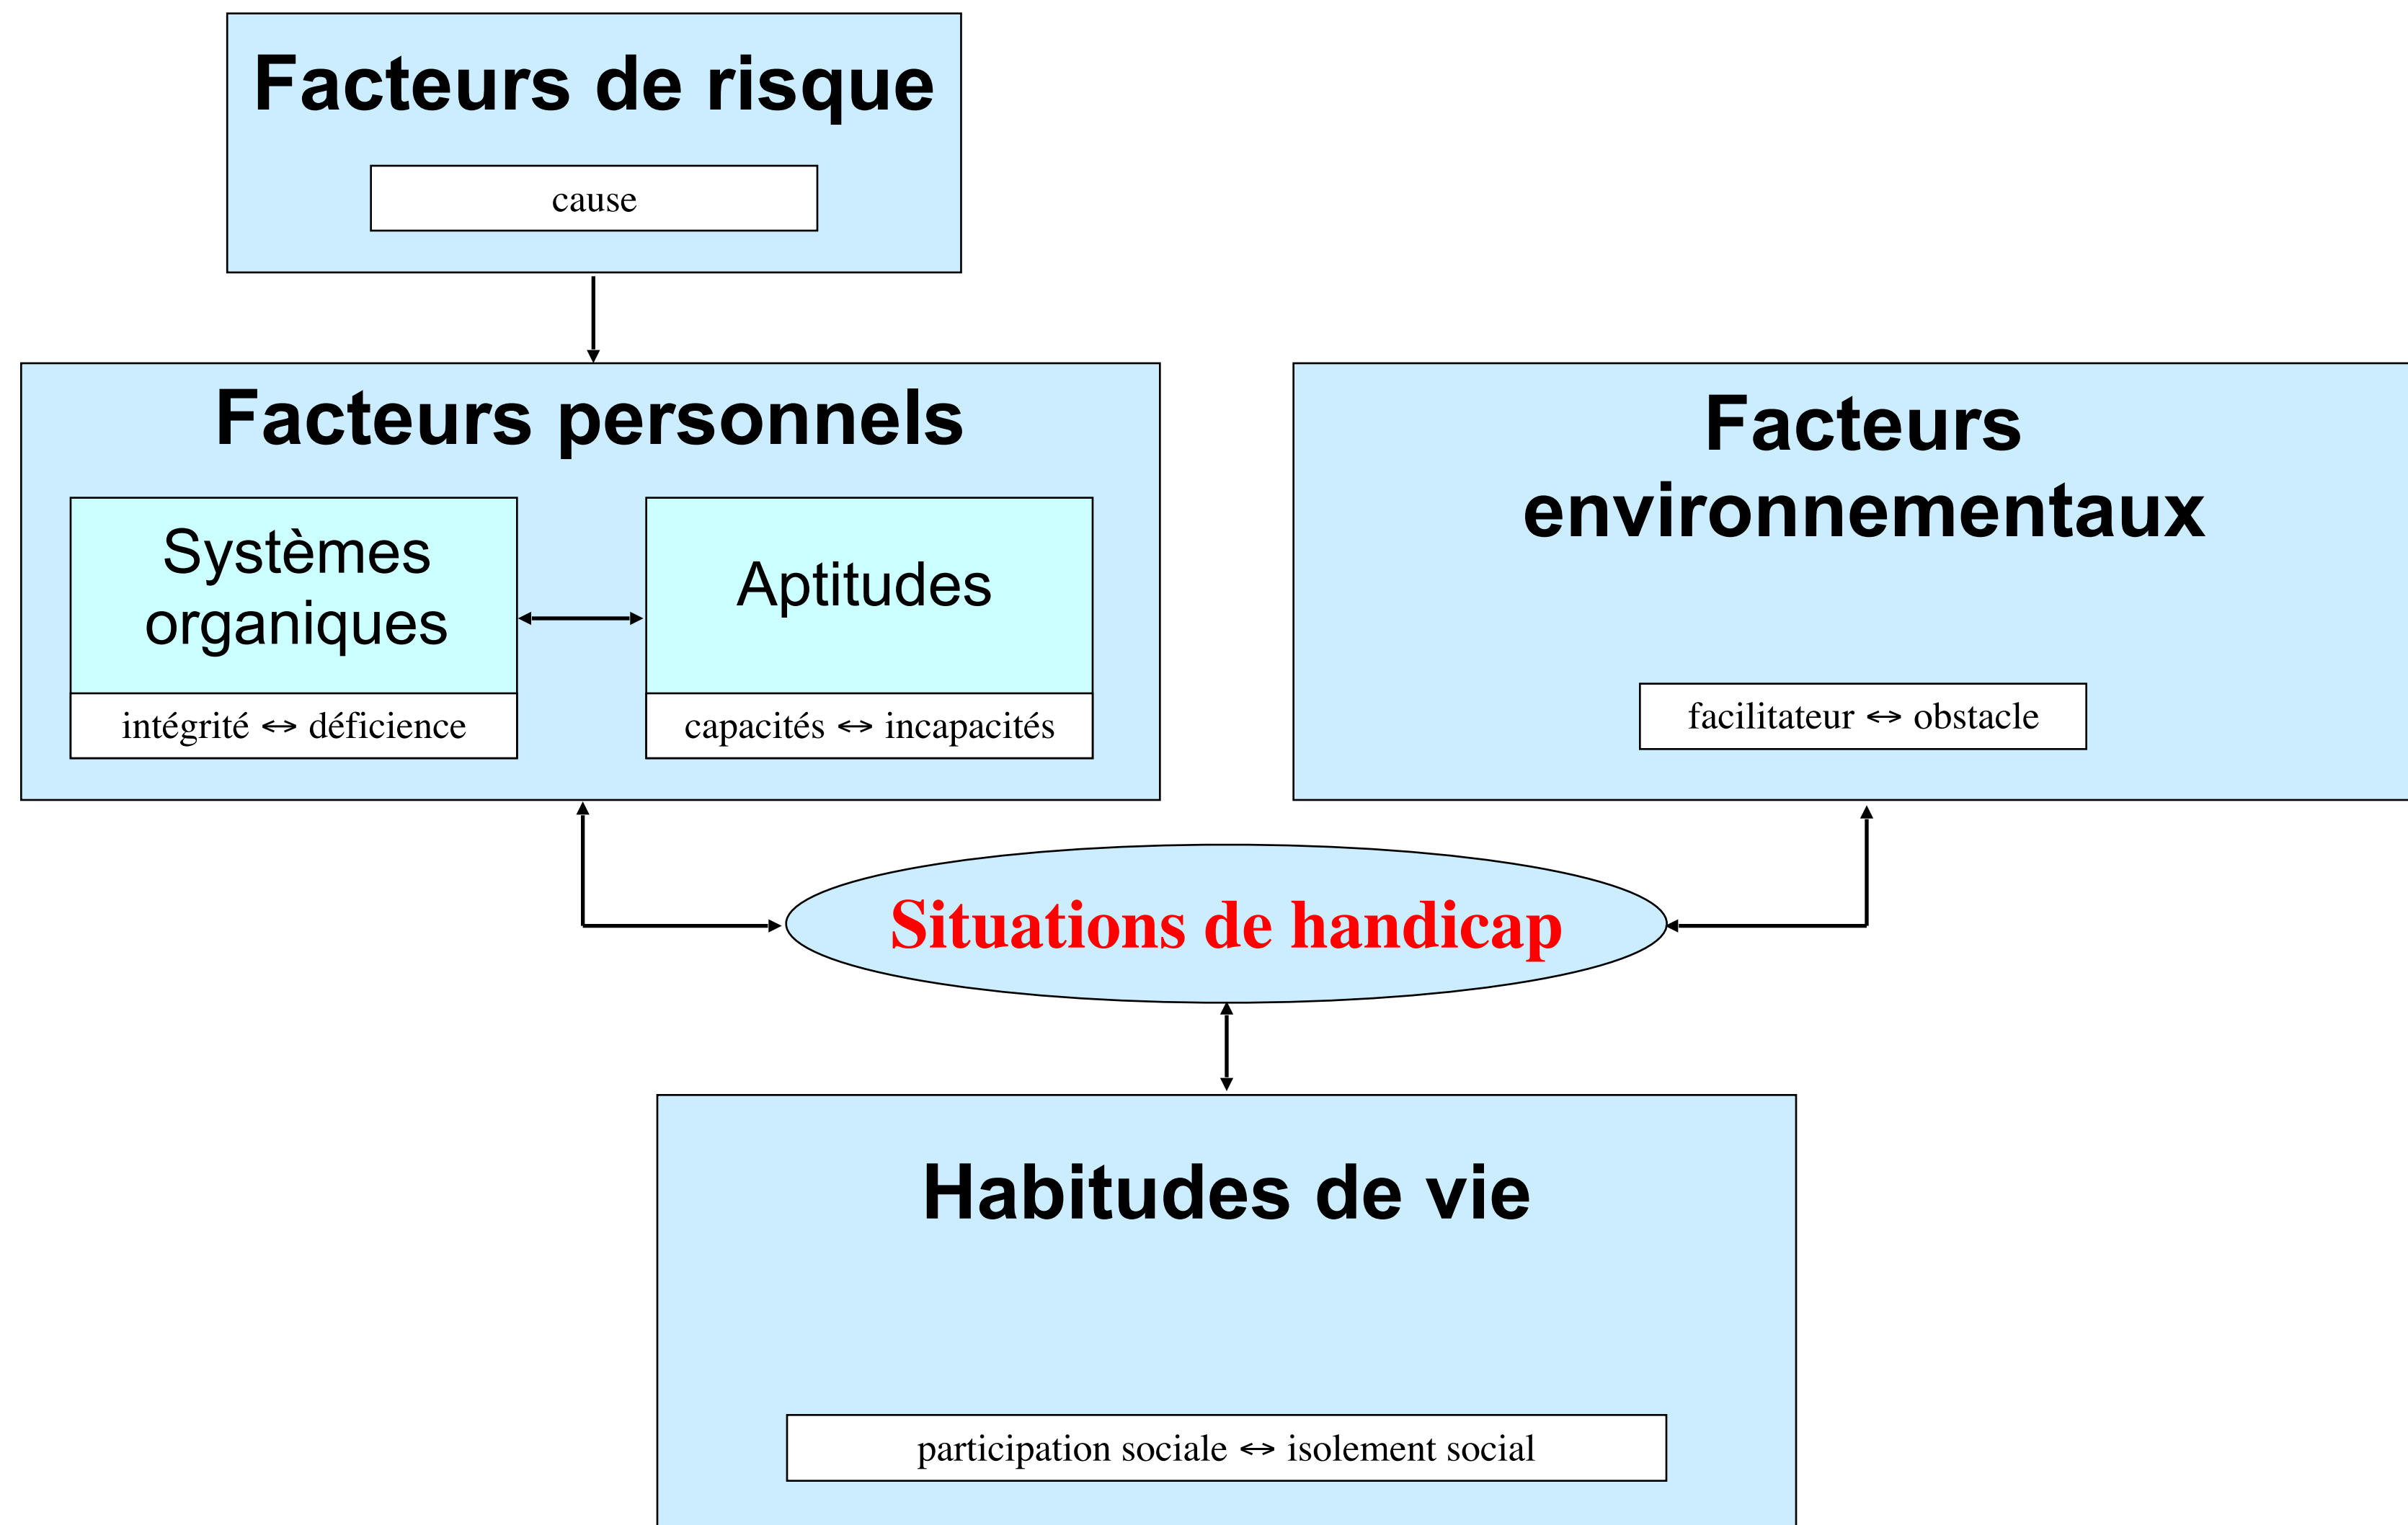 Facteurs de risque
cause
Facteurs personnels
Systèmes
organiques
intégrité ↔ déficience
Aptitudes
capacités ↔ incapacités
Facteurs
environnementaux
facilitateur ↔ obstacle
Situations de handicap
Habitudes de vie
participation sociale ↔ isolement social